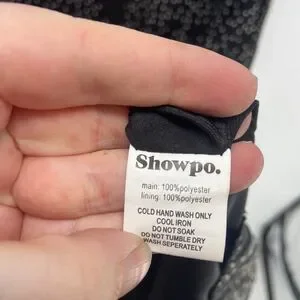 Showpo.
main: 100%polyester
lining: 100%polyester
COLD HAND WASH ONLY
COOL IRON
DO NOT SOAK
DO NOT TUMBLE DRY
WASH SEPERATELY